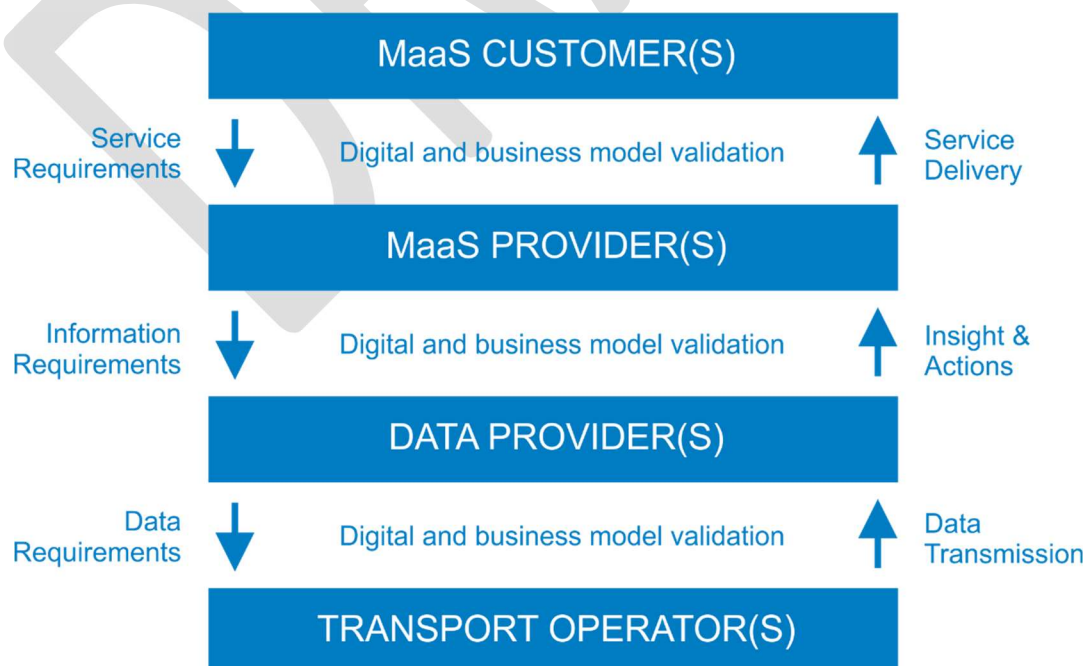 MaaS CUSTOMER(S)
Service
Requirements
Digital and business model validation
Service
Delivery
MaaS PROVIDER(S)
Information
Requirements
Digital and business model validation
Insight &
Actions
DATA PROVIDER(S)
Data
Requirements
Digital and business model validation
Data
Transmission
TRANSPORT OPERATOR(S)